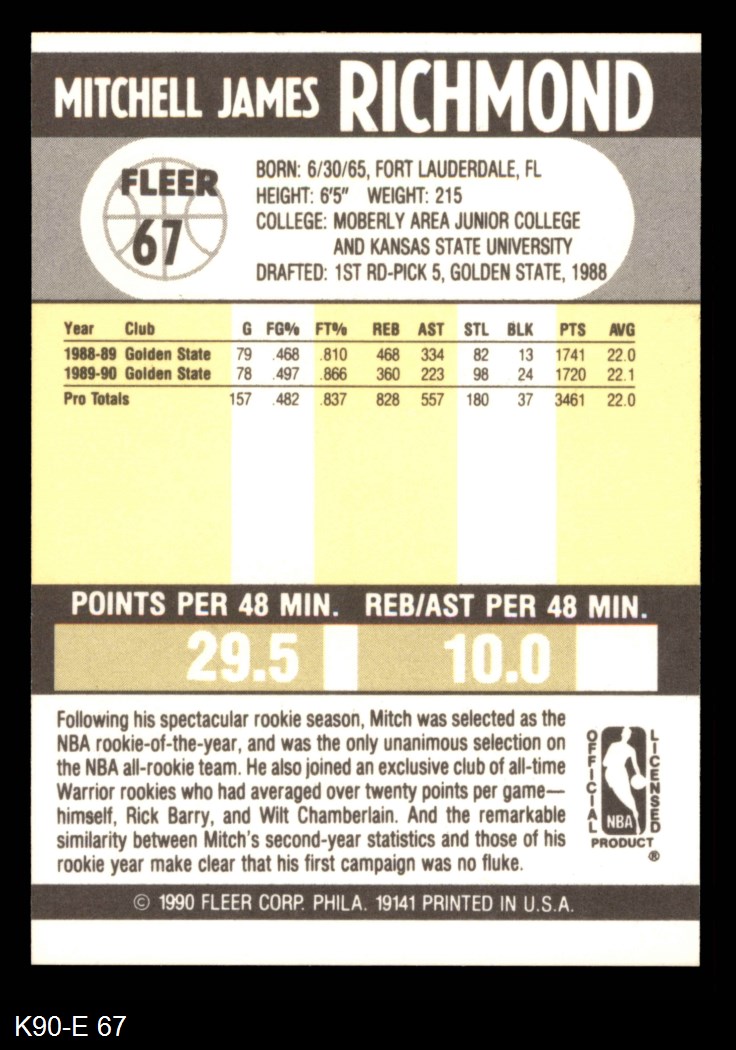 MITCHELL JAMES RICHMOND
FLEER
67
BORN: 6/30/65, FORT LAUDERDALE, FL
HEIGHT: 6'5" WEIGHT: 215
COLLEGE: MOBERLY AREA JUNIOR COLLEGE
AND KANSAS STATE UNIVERSITY
DRAFTED: 1ST RD-PICK 5, GOLDEN STATE, 1988
Year Club G FG% FT% REB AST STL BLK PTS AVG
1988-89 Golden State 79 .468 .810 468 334 82 13 1741 22.0
1989-90 Golden State 78 .497 .866 360 223 98 24 1720 22.1
Pro Totals 157 .482 .837 828 557 180 37 3461 22.0
POINTS PER 48 MIN. REB/AST PER 48 MIN.
29.5 10.0
Following his spectacular rookie season, Mitch was selected as the
NBA rookie-of-the-year, and was the only unanimous selection on
the NBA all-rookie team. He also joined an exclusive club of all-time
Warrior rookies who had averaged over twenty points per game—
himself, Rick Barry, and Wilt Chamberlain. And the remarkable
similarity between Mitch's second-year statistics and those of his
rookie year make clear that his first campaign was no fluke.
OFFICIAL
NBA
LICENSED
PRODUCT
®
© 1990 FLEER CORP. PHILA. 19141 PRINTED IN U.S.A.
K90-E 67